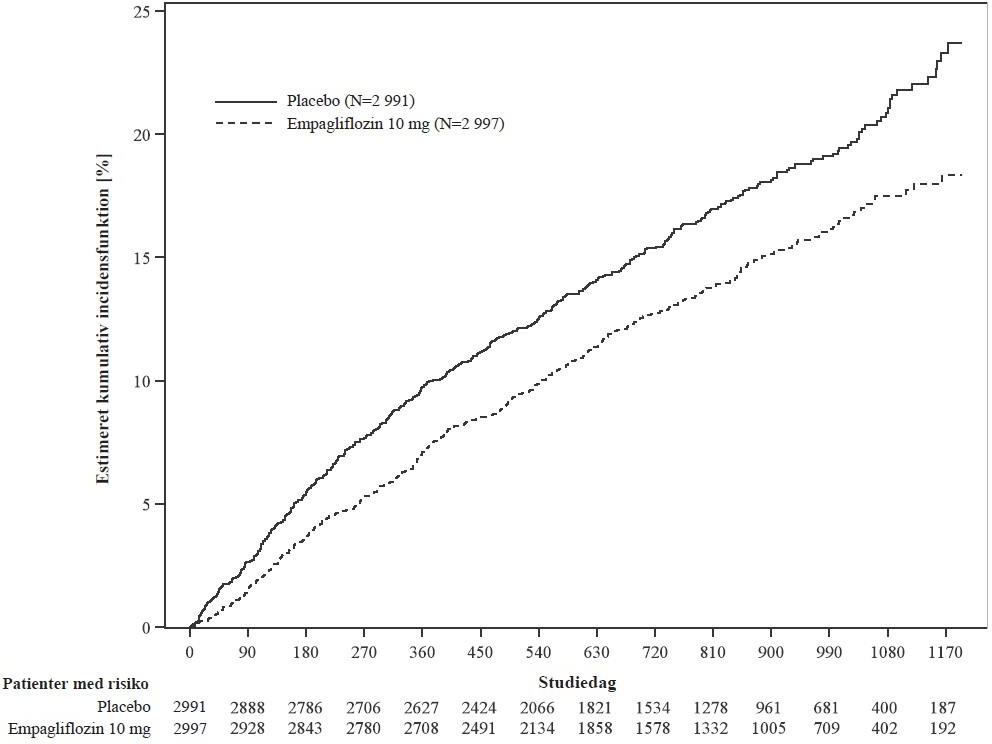 25
20
15
10
5
0
Estimeret kumulativ incidensfunktion [%]
Placebo (N=2 991)
Empagliflozin 10 mg (N=2 997)
0 90 180 270 360 450 540 630 720 810 900 990 1080 1170
Studiedag
Patienter med risiko
Placebo 2991 2888 2786 2706 2627 2424 2066 1821 1534 1278 961 681 400 187
Empagliflozin 10 mg 2997 2928 2843 2780 2708 2491 2134 1858 1578 1332 1005 709 402 192